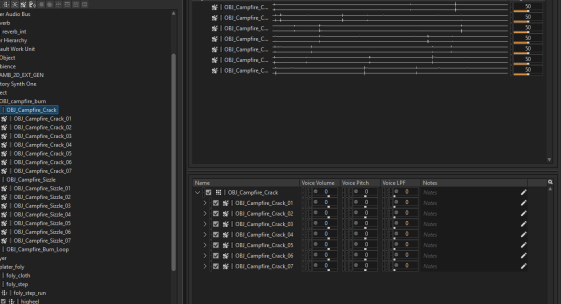 er Audio Bus
verb
reverb_int
r Hierarchy
ault Work Unit
Object
bience
AMB_2D_EXT_GEN
tory Synth One
ect
OBJ_campfire_burn
OBJ_Campfire_Crack
OBJ_Campfire_Crack_01
OBJ_Campfire_Crack_02
OBJ_Campfire_Crack_03
OBJ_Campfire_Crack_04
OBJ_Campfire_Crack_05
OBJ_Campfire_Crack_06
OBJ_Campfire_Crack_07
OBJ_Campfire_Sizzle
OBJ_Campfire_Sizzle_01
OBJ_Campfire_Sizzle_02
OBJ_Campfire_Sizzle_03
OBJ_Campfire_Sizzle_04
OBJ_Campfire_Sizzle_05
OBJ_Campfire_Sizzle_06
OBJ_Campfire_Sizzle_07
OBJ_Campfire_Burn_Loop
yer
plater_foly
foly_cloth
foly_step
foly_step_run
higheel
OBJ_Campfire_C... 50
OBJ_Campfire_C... 50
OBJ_Campfire_C... 50
OBJ_Campfire_C... 50
OBJ_Campfire_C... 50
OBJ_Campfire_C... 50
OBJ_Campfire_C... 50
Name Voice Volume Voice Pitch Voice LPF Notes
OBJ_Campfire_Crack 0 0 0 Notes
OBJ_Campfire_Crack_01 0 0 0 Notes
OBJ_Campfire_Crack_02 0 0 0 Notes
OBJ_Campfire_Crack_03 0 0 0 Notes
OBJ_Campfire_Crack_04 0 0 0 Notes
OBJ_Campfire_Crack_05 0 0 0 Notes
OBJ_Campfire_Crack_06 0 0 0 Notes
OBJ_Campfire_Crack_07 0 0 0 Notes